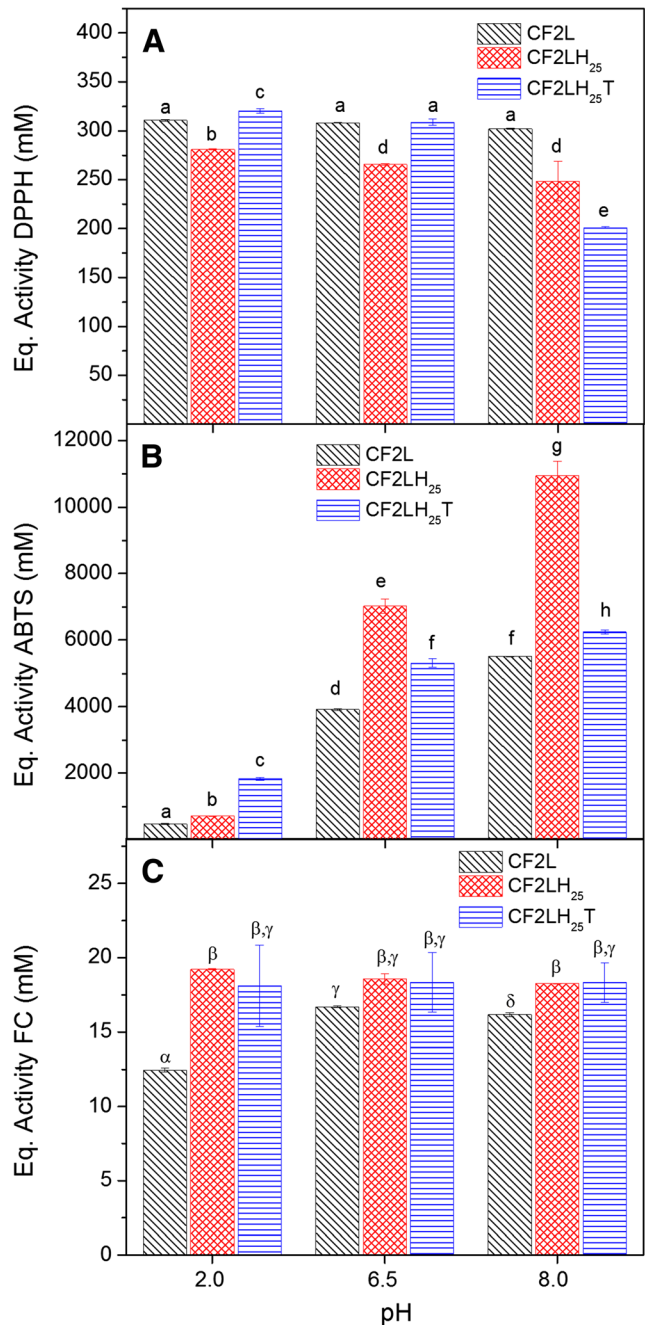 A
CF2L
CF2LH25
CF2LH25T
400
350
300
250
200
150
100
50
Eq. Activity DPPH (mM)
a
b
c
a
d
a
a
d
e
B
CF2L
CF2LH25
CF2LH25T
12000
10000
8000
6000
4000
2000
Eq. Activity ABTS (mM)
a
b
c
d
e
f
f
g
h
C
CF2L
CF2LH25
CF2LH25T
25
20
15
10
5
0
Eq. Activity FC (mM)
α
β
β,γ
γ
β,γ
β,γ
δ
β
β,γ
2.0
6.5
8.0
pH